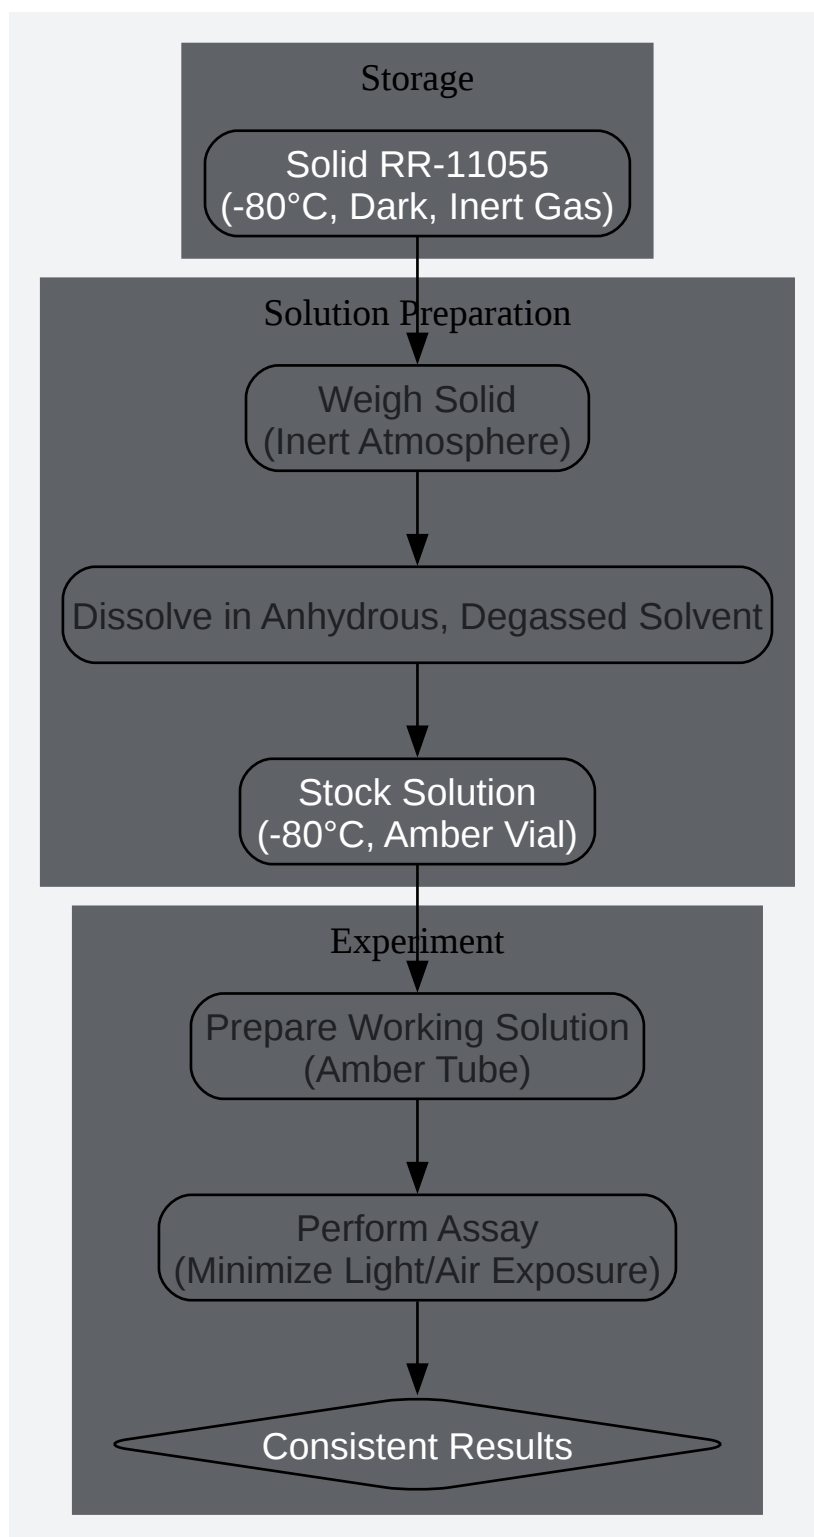 Storage
Solid RR-11055
(-80°C, Dark, Inert Gas)
Solution Preparation
Weigh Solid
(Inert Atmosphere)
Dissolve in Anhydrous, Degassed Solvent
Stock Solution
(-80°C, Amber Vial)
Experiment
Prepare Working Solution
(Amber Tube)
Perform Assay
(Minimize Light/Air Exposure)
Consistent Results